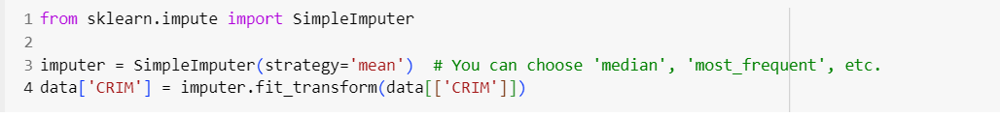 1 from sklearn.impute import SimpleImputer
2
3 imputer = SimpleImputer(strategy='mean')  # You can choose 'median', 'most_frequent', etc.
4 data['CRIM'] = imputer.fit_transform(data[['CRIM']])